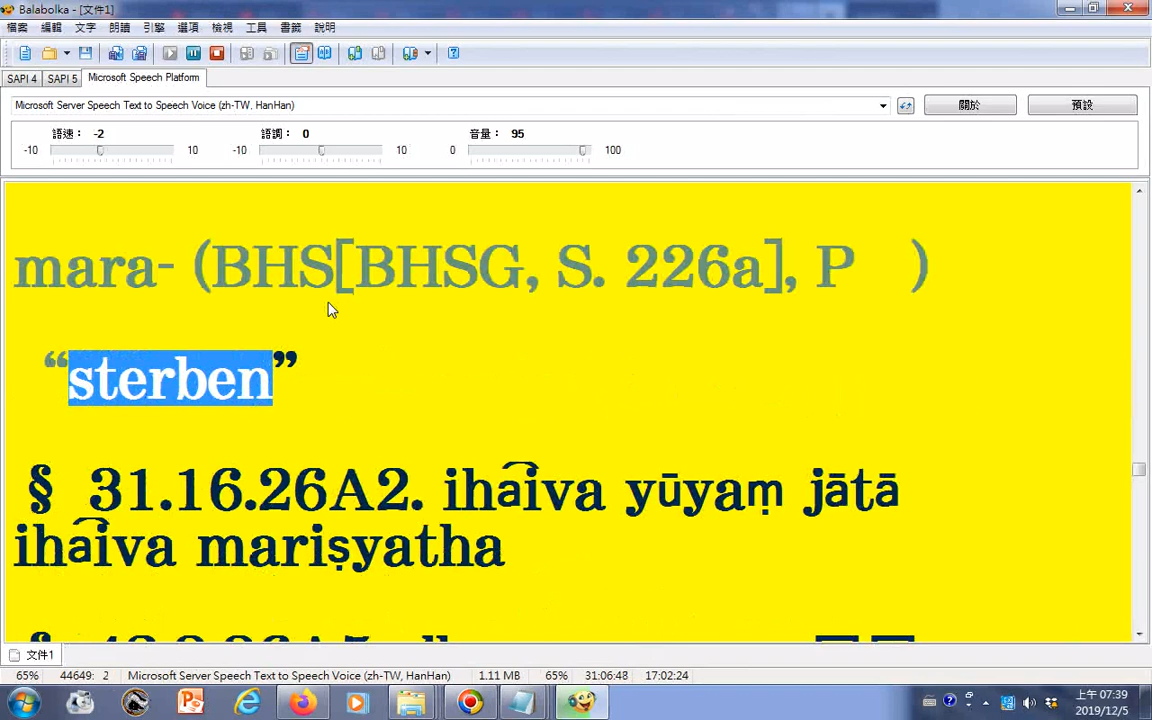 Balabolka - [文件1]
檔案 編輯 文字 朗讀 引擎 選項 檢視 工具 書籤 說明
SAPI 4 SAPI 5 Microsoft Speech Platform
Microsoft Server Speech Text to Speech Voice (zh-TW, HanHan) 關於 預設
語速： -2 語調： 0 音量： 95
-10 10 -10 10 0 100
mara- (BHS[BHSG, S. 226a], P )
“sterben”
§ 31.16.26A2. ih͡aiva yūyaṃ jātā
ih͡aiva mariṣyatha
文件1
65% 44649: 2 Microsoft Server Speech Text to Speech Voice (zh-TW, HanHan) 1.11 MB 65% 31:06:48 17:02:24
上午 07:39
2019/12/5